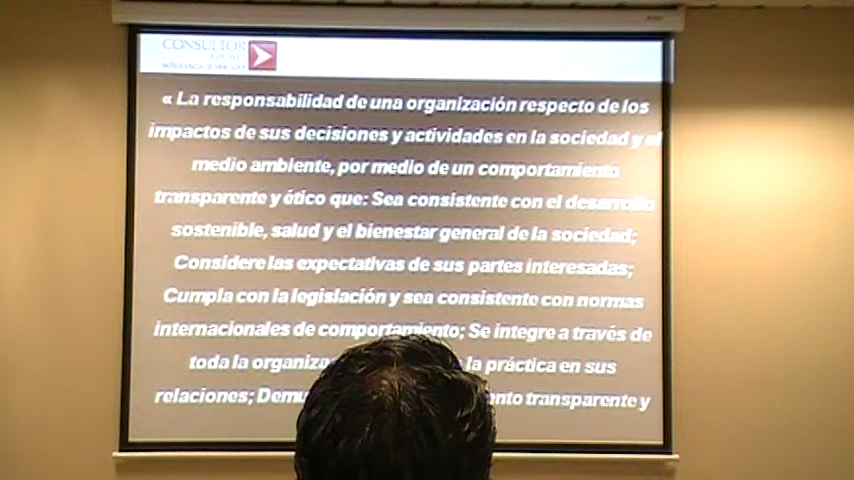 CONSULTOR
« La responsabilidad de una organización respecto de los
impactos de sus decisiones y actividades en la sociedad y el
medio ambiente, por medio de un comportamiento
transparente y ético que: Sea consistente con el desarrollo
sostenible, salud y el bienestar general de la sociedad;
Considere las expectativas de sus partes interesadas;
Cumpla con la legislación y sea consistente con normas
internacionales de comportamiento; Se integre a través de
toda la la práctica en sus
relaciones; transparente y